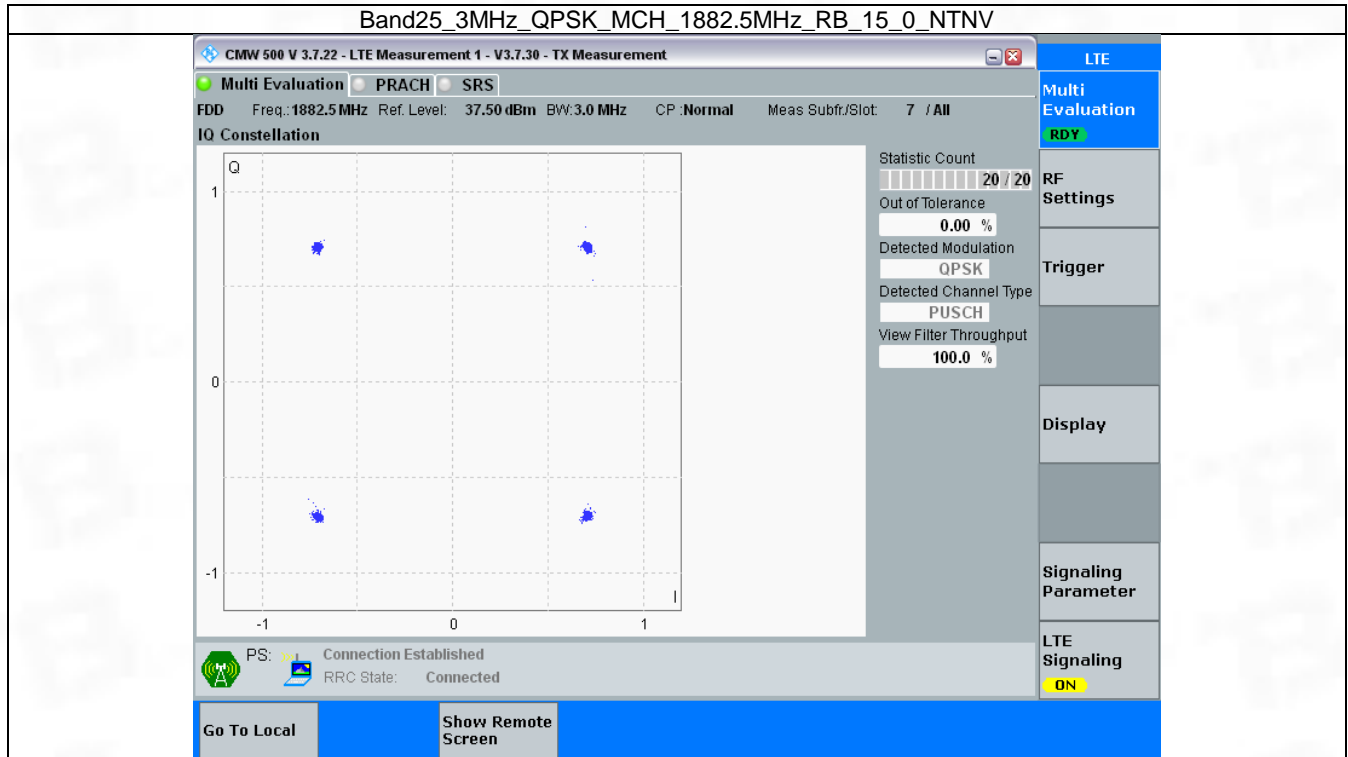 Band25_3MHz_QPSK_MCH_1882.5MHz_RB_15_0_NTNV
CMW 500 V 3.7.22 - LTE Measurement 1 - V3.7.30 - TX Measurement
Multi Evaluation PRACH SRS
FDD Freq.:1882.5 MHz Ref. Level: 37.50 dBm BW:3.0 MHz CP :Normal Meas Subfr./Slot: 7 / All
IQ Constellation
Q
1
0
-1
I
-1 0 1
Statistic Count
20 / 20
Out of Tolerance
0.00 %
Detected Modulation
QPSK
Detected Channel Type
PUSCH
View Filter Throughput
100.0 %
PS: Connection Established
RRC State: Connected
LTE
Multi
Evaluation
RDY
RF
Settings
Trigger
Display
Signaling
Parameter
LTE
Signaling
ON
Go To Local
Show Remote
Screen